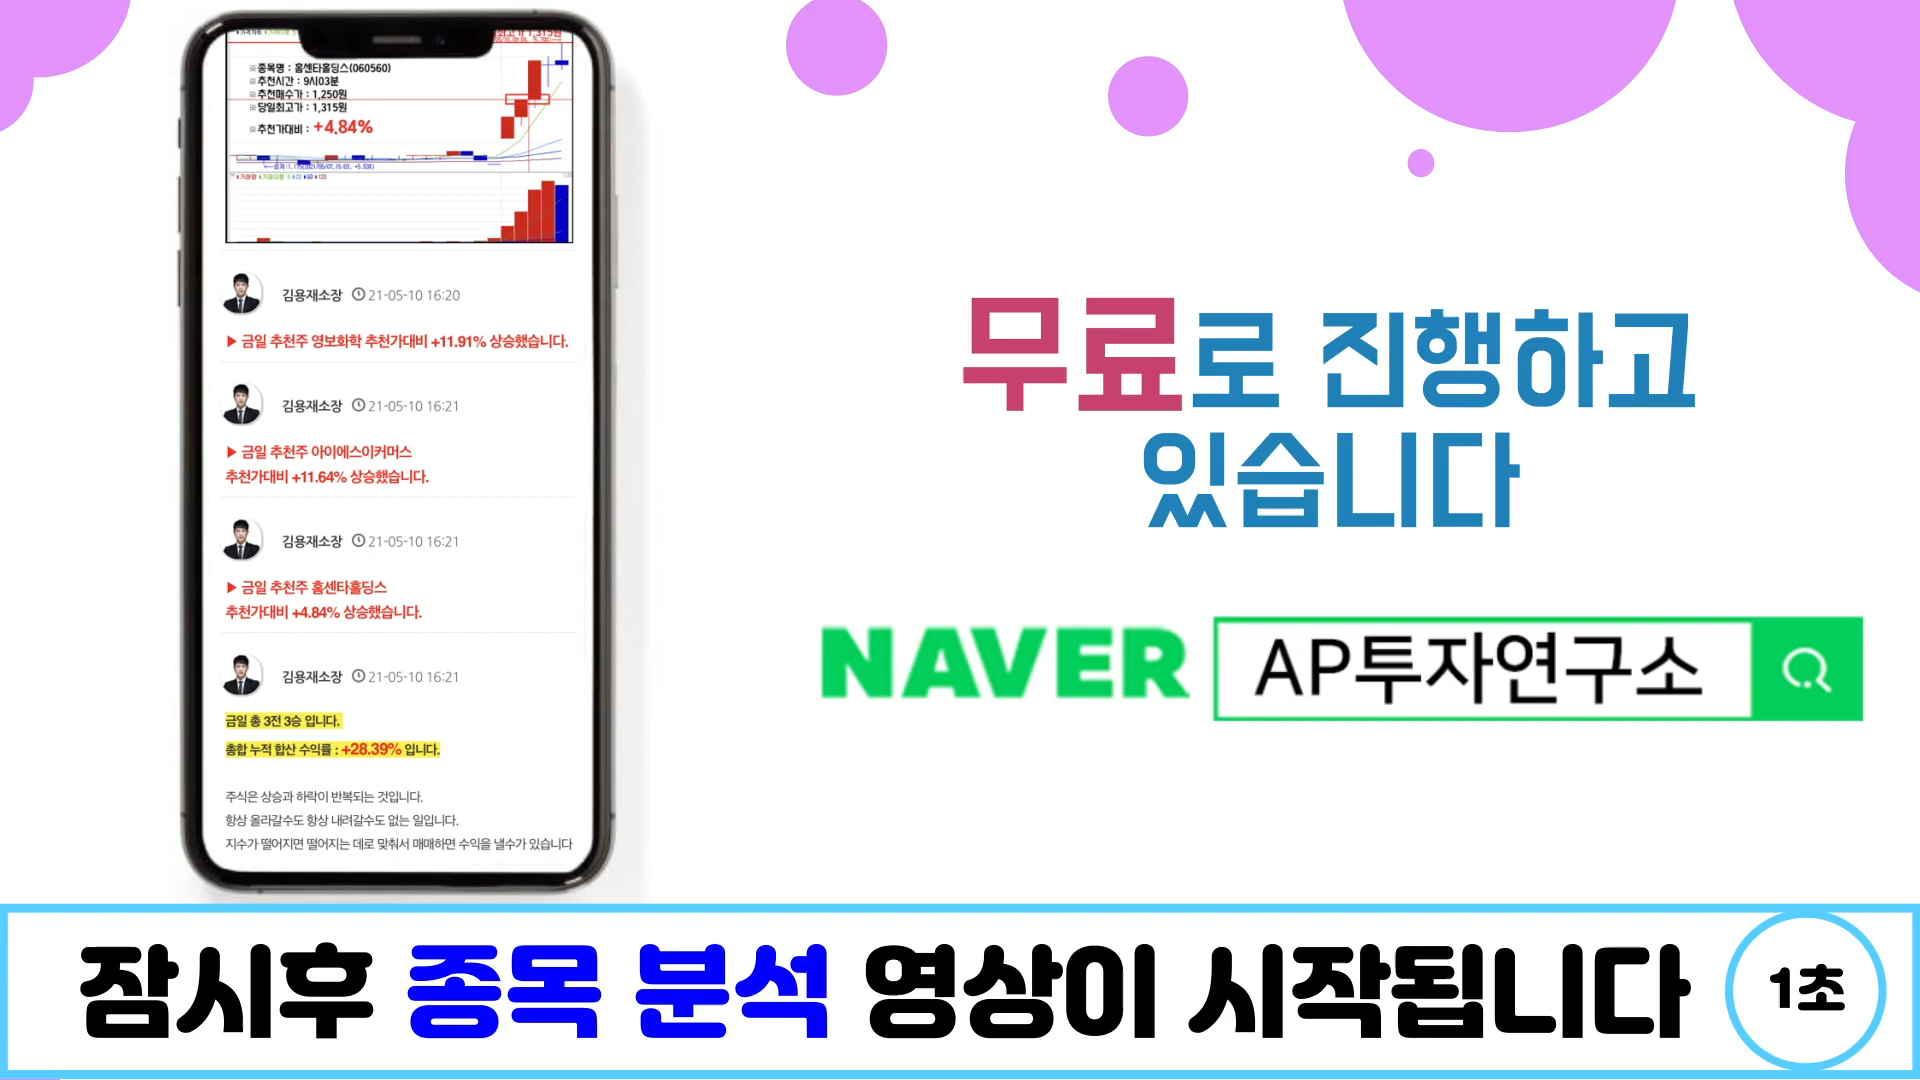 ※종목명 : 홈센타홀딩스(060560)
※추천시간 : 9시03분
※추천매수가 : 1,250원
※당일최고가 : 1,315원
※추천가대비 : +4.84%
김용재소장 21-05-10 16:20
▶ 금일 추천주 영보화학 추천가대비 +11.91% 상승했습니다.
김용재소장 21-05-10 16:21
▶ 금일 추천주 아이에스이커머스
추천가대비 +11.64% 상승했습니다.
김용재소장 21-05-10 16:21
▶ 금일 추천주 홈센타홀딩스
추천가대비 +4.84% 상승했습니다.
김용재소장 21-05-10 16:21
금일 총 3전 3승 입니다.
총합 누적 합산 수익률 : +28.39% 입니다.
주식은 상승과 하락이 반복되는 것입니다.
항상 올라갈수도 항상 내려갈수도 없는 일입니다.
지수가 떨어지면 떨어지는 데로 맞춰서 매매하면 수익을 낼수가 있습니다
무료로 진행하고
있습니다
NAVER AP투자연구소
잠시후 종목 분석 영상이 시작됩니다 1초